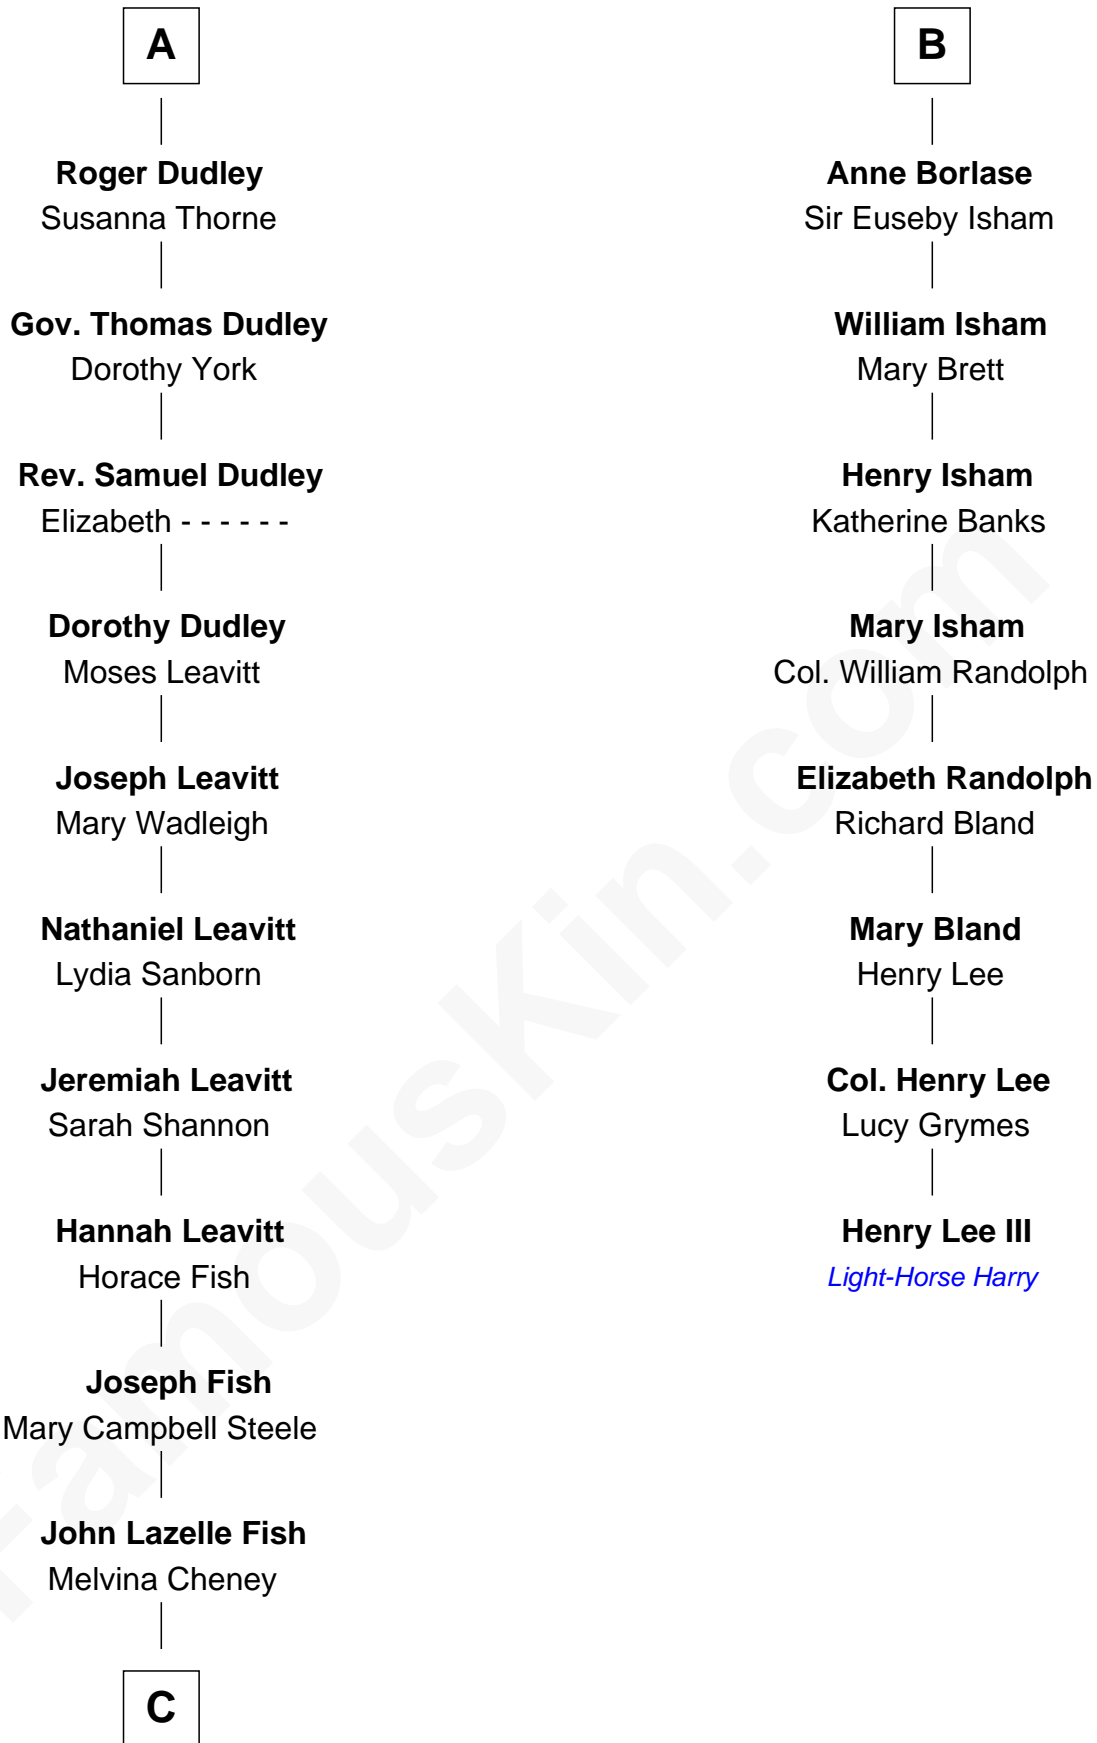 A
Roger Dudley
Susanna Thorne
Gov. Thomas Dudley
Dorothy York
Rev. Samuel Dudley
Elizabeth - - - - - -
Dorothy Dudley
Moses Leavitt
Joseph Leavitt
Mary Wadleigh
Nathaniel Leavitt
Lydia Sanborn
Jeremiah Leavitt
Sarah Shannon
Hannah Leavitt
Horace Fish
Joseph Fish
Mary Campbell Steele
John Lazelle Fish
Melvina Cheney
C
B
Anne Borlase
Sir Euseby Isham
William Isham
Mary Brett
Henry Isham
Katherine Banks
Mary Isham
Col. William Randolph
Elizabeth Randolph
Richard Bland
Mary Bland
Henry Lee
Col. Henry Lee
Lucy Grymes
Henry Lee III
Light-Horse Harry
FamousKin.com